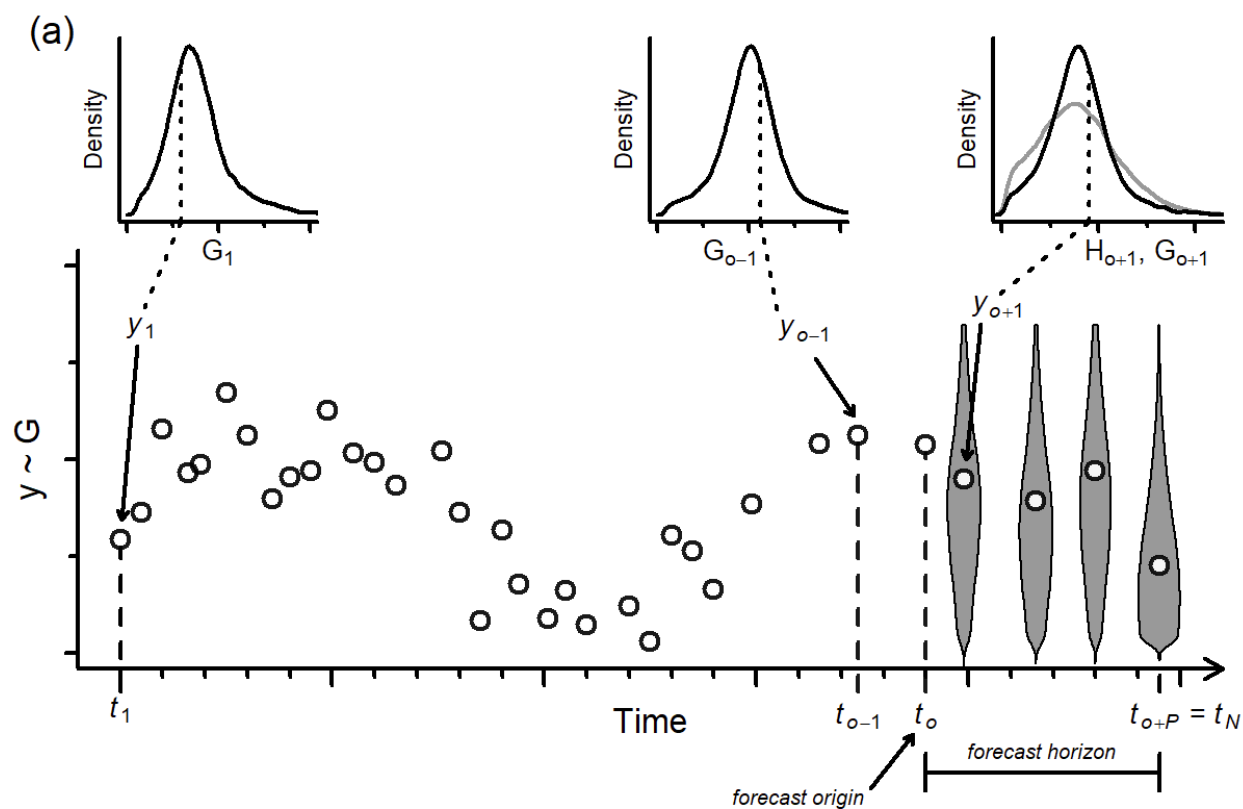 (a)
Density
Density
Density
G₁
Gₒ₋₁
Hₒ₊₁, Gₒ₊₁
y₁
yₒ₋₁
yₒ₊₁
y ~ G
t₁
Time
tₒ₋₁
tₒ
tₒ₊P = t_N
forecast horizon
forecast origin